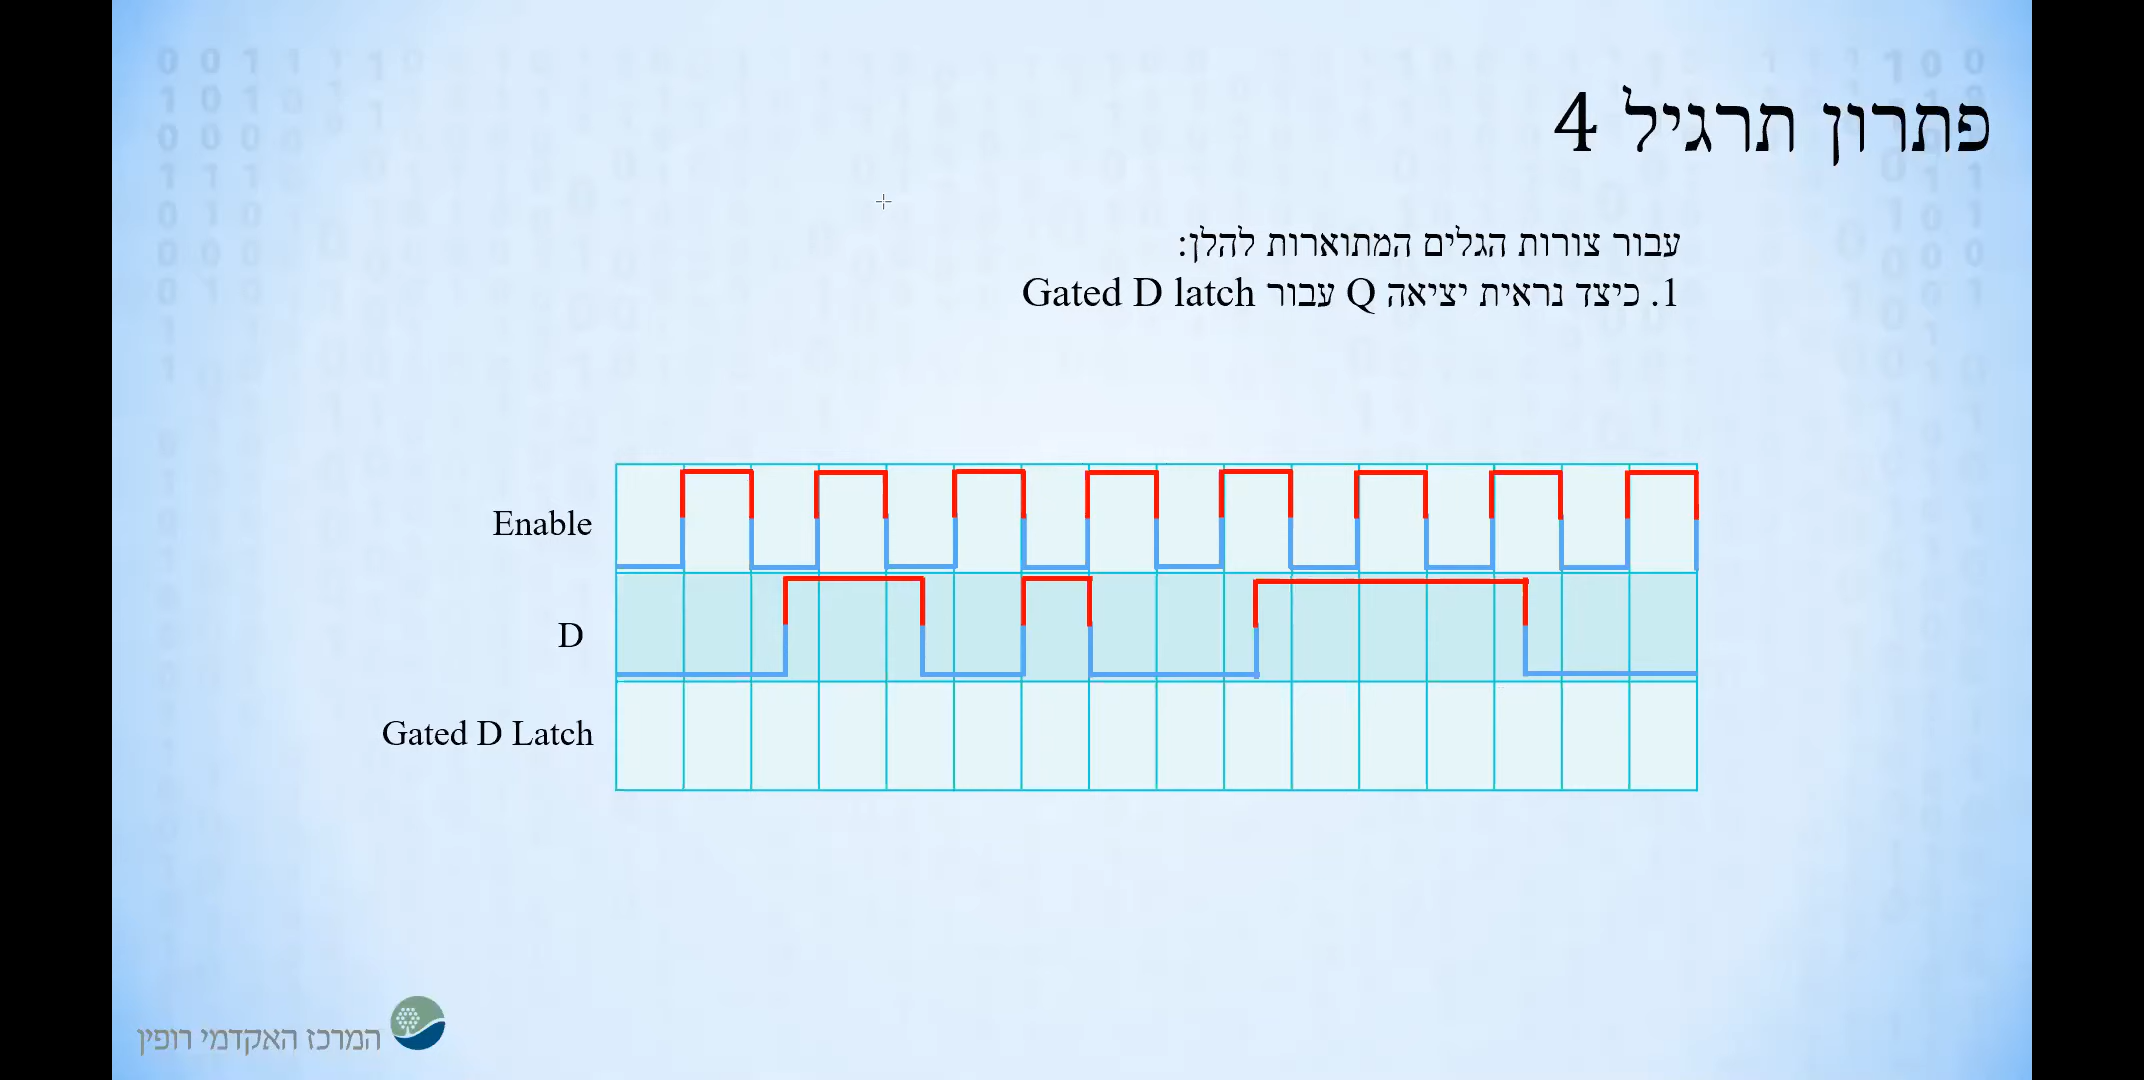 פתרון תרגיל 4
עבור צורות הגלים המתוארות להלן:
1. כיצד נראית יציאה Q עבור Gated D latch
Enable
D
Gated D Latch
המרכז האקדמי רופין